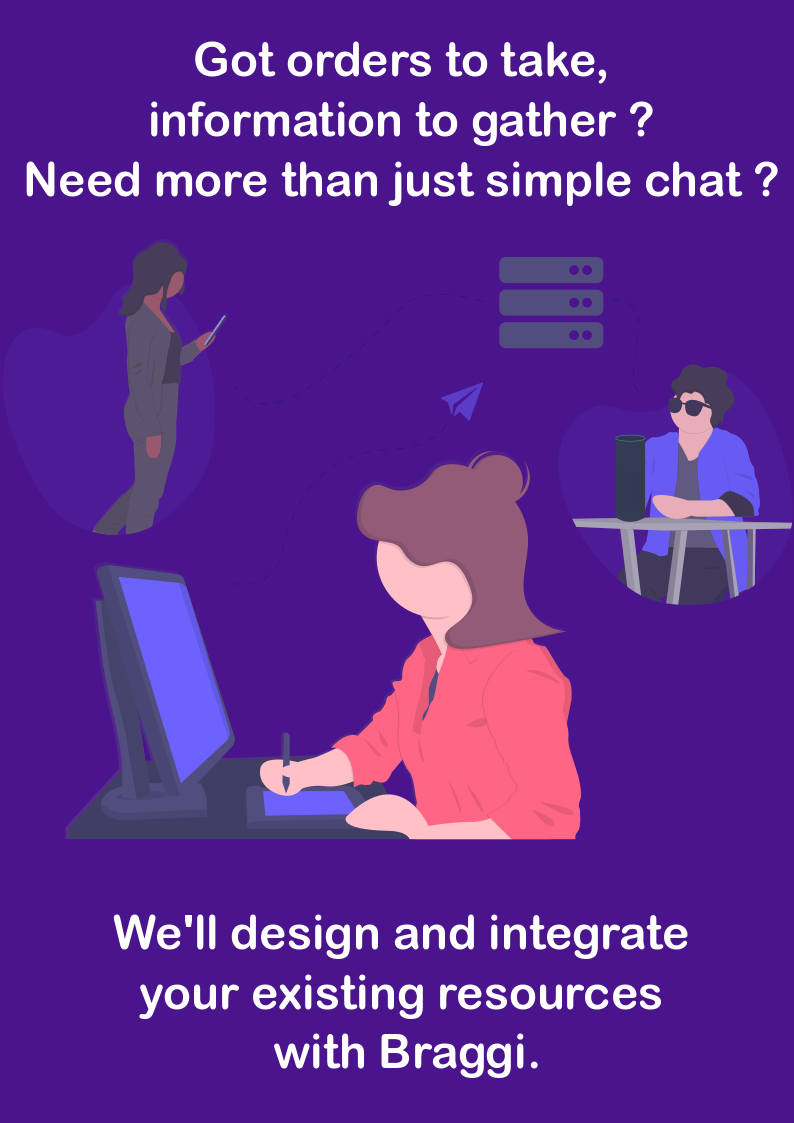 Got orders to take,
information to gather ?
Need more than just simple chat ?
We'll design and integrate
your existing resources
with Braggi.